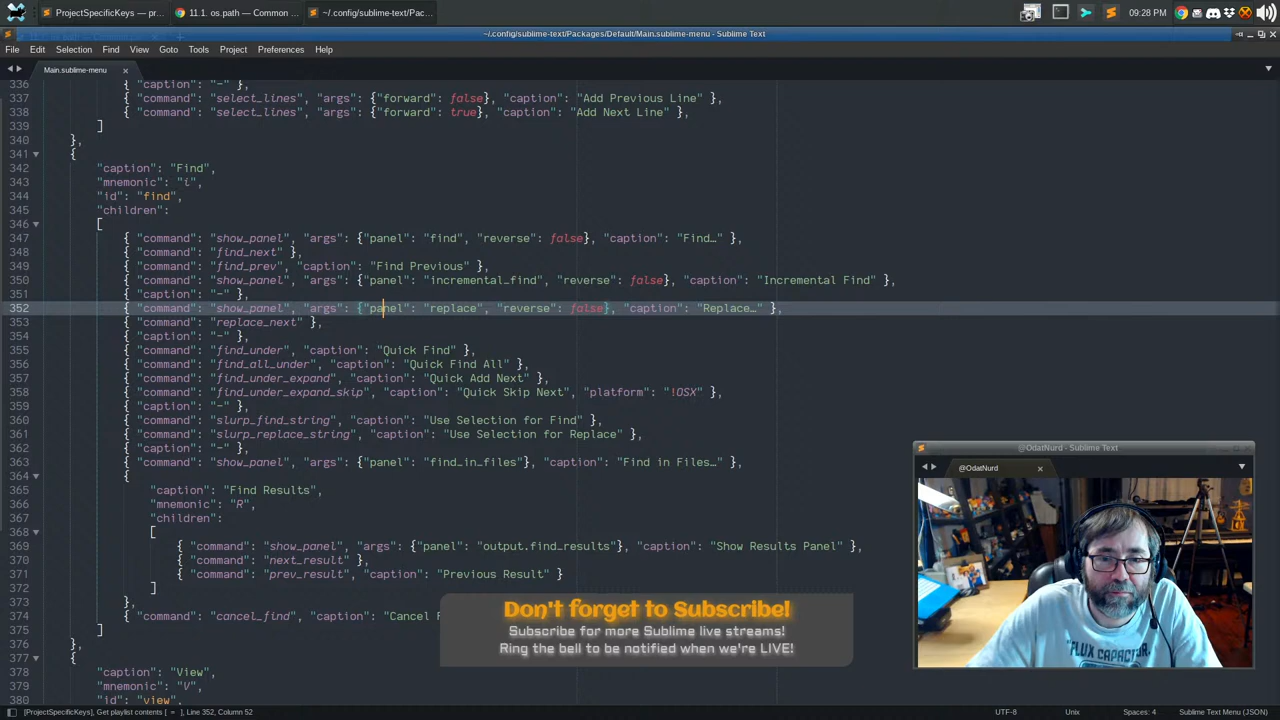 ProjectSpecificKeys — pr...
11.1. os.path — Common ...
~/.config/sublime-text/Pac...
09:28 PM
~/.config/sublime-text/Packages/Default/Main.sublime-menu - Sublime Text
File Edit Selection Find View Goto Tools Project Preferences Help
Main.sublime-menu
336 { "caption": "-" },
337 { "command": "select_lines", "args": {"forward": false}, "caption": "Add Previous Line" },
338 { "command": "select_lines", "args": {"forward": true}, "caption": "Add Next Line" },
339 ]
340 },
341 {
342 "caption": "Find",
343 "mnemonic": "i",
344 "id": "find",
345 "children":
346 [
347 { "command": "show_panel", "args": {"panel": "find", "reverse": false}, "caption": "Find…" },
348 { "command": "find_next" },
349 { "command": "find_prev", "caption": "Find Previous" },
350 { "command": "show_panel", "args": {"panel": "incremental_find", "reverse": false}, "caption": "Incremental Find" },
351 { "caption": "-" },
352 { "command": "show_panel", "args": {"panel": "replace", "reverse": false}, "caption": "Replace…" },
353 { "command": "replace_next" },
354 { "caption": "-" },
355 { "command": "find_under", "caption": "Quick Find" },
356 { "command": "find_all_under", "caption": "Quick Find All" },
357 { "command": "find_under_expand", "caption": "Quick Add Next" },
358 { "command": "find_under_expand_skip", "caption": "Quick Skip Next", "platform": "!OSX" },
359 { "caption": "-" },
360 { "command": "slurp_find_string", "caption": "Use Selection for Find" },
361 { "command": "slurp_replace_string", "caption": "Use Selection for Replace" },
362 { "caption": "-" },
363 { "command": "show_panel", "args": {"panel": "find_in_files"}, "caption": "Find in Files…" },
364 {
365 "caption": "Find Results",
366 "mnemonic": "R",
367 "children":
368 [
369 { "command": "show_panel", "args": {"panel": "output.find_results"}, "caption": "Show Results Panel" },
370 { "command": "next_result" },
371 { "command": "prev_result", "caption": "Previous Result" }
372 ]
373 },
374 { "command": "cancel_find", "caption": "Cancel F
375 ]
376 },
377 {
378 "caption": "View",
379 "mnemonic": "V",
380 "id": "view",
@OdatNurd - Sublime Text
@OdatNurd
FLUX CAPACITOR
Don't forget to Subscribe!
Subscribe for more Sublime live streams!
Ring the bell to be notified when we're LIVE!
[ProjectSpecificKeys], Get playlist contents [ = ], Line 352, Column 52
UTF-8 Unix Spaces: 4 Sublime Text Menu (JSON)